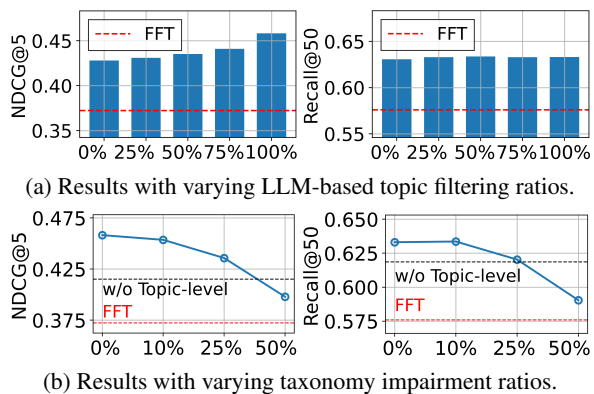 NDCG@5
0.45
0.40
0.35
FFT
0% 25% 50% 75% 100%
Recall@50
0.65
0.60
0.55
FFT
0% 25% 50% 75% 100%
(a) Results with varying LLM-based topic filtering ratios.
NDCG@5
0.475
0.425
0.375
w/o Topic-level
FFT
0% 10% 25% 50%
Recall@50
0.650
0.625
0.600
0.575
w/o Topic-level
FFT
0% 10% 25% 50%
(b) Results with varying taxonomy impairment ratios.